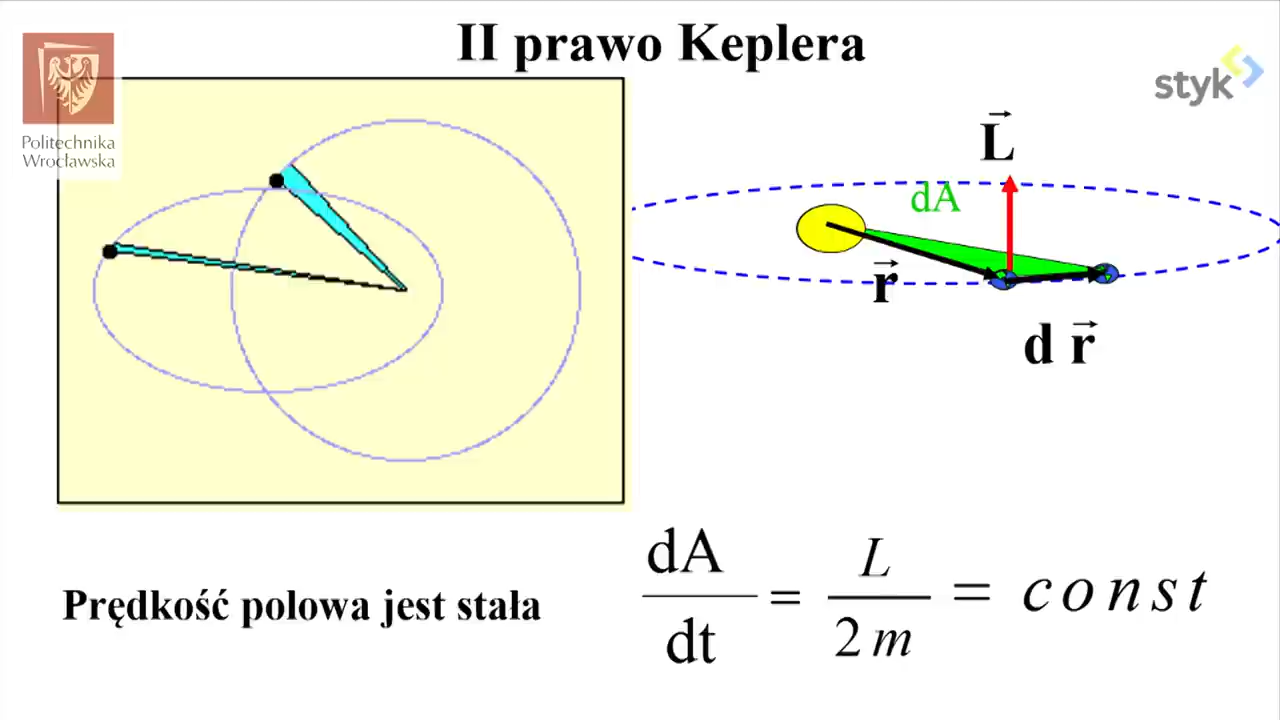 II prawo Keplera
Politechnika
Wrocławska
styk
L⃗
dA
r⃗
d r⃗
Prędkość polowa jest stała
dA/dt = L/2m = const